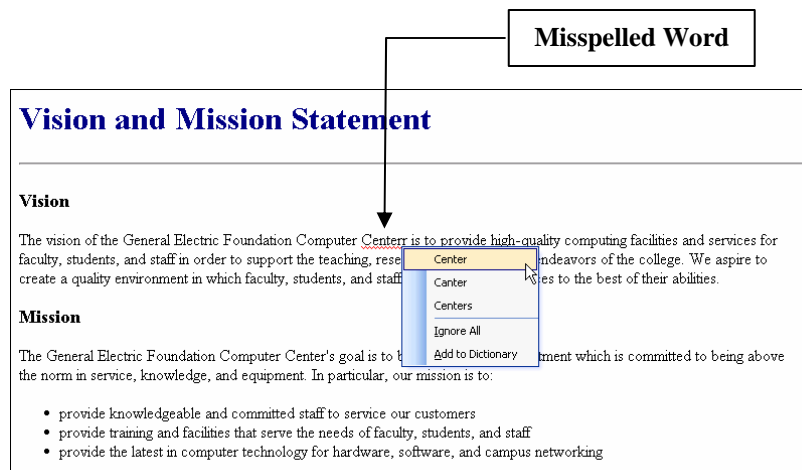 Misspelled Word
Vision and Mission Statement
Vision
The vision of the General Electric Foundation Computer Centerr is to provide high-quality computing facilities and services for
faculty, students, and staff in order to support the teaching, rese endeavors of the college. We aspire to
create a quality environment in which faculty, students, and staff ces to the best of their abilities.
Center
Canter
Centers
Ignore All
Add to Dictionary
Mission
The General Electric Foundation Computer Center's goal is to b tment which is committed to being above
the norm in service, knowledge, and equipment. In particular, our mission is to:
• provide knowledgeable and committed staff to service our customers
• provide training and facilities that serve the needs of faculty, students, and staff
• provide the latest in computer technology for hardware, software, and campus networking